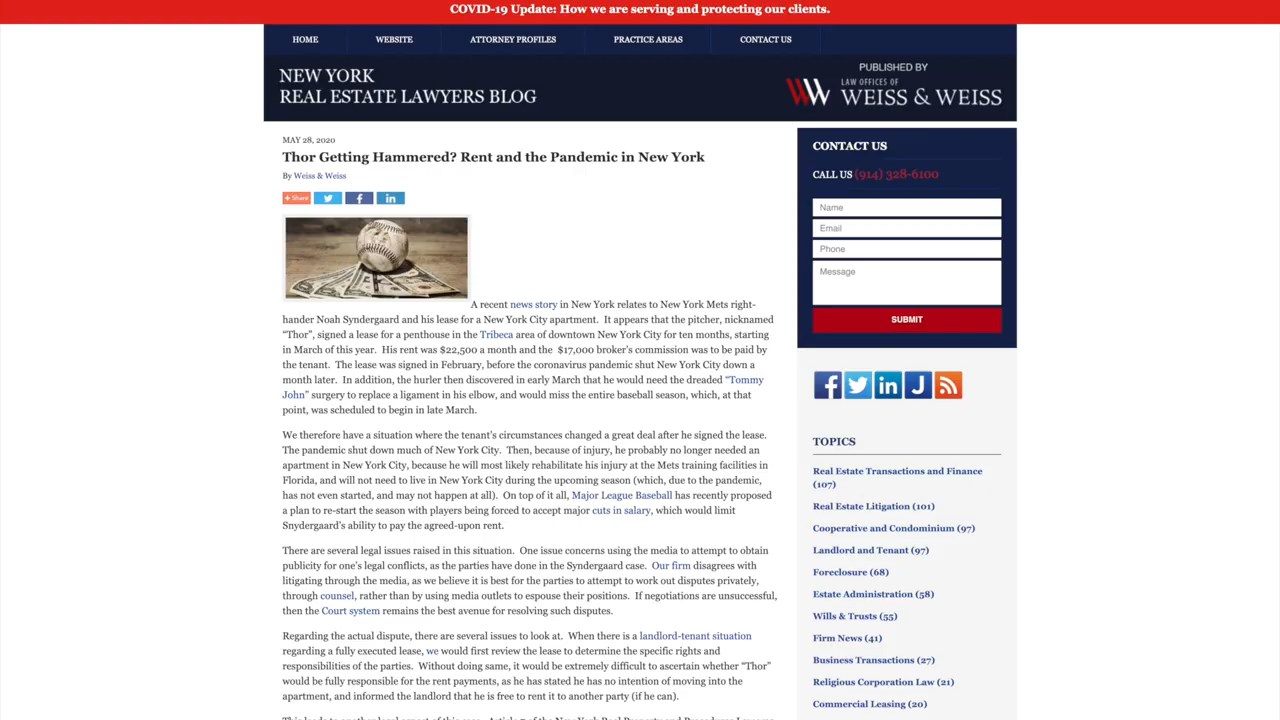 COVID-19 Update: How we are serving and protecting our clients.
HOME
WEBSITE
ATTORNEY PROFILES
PRACTICE AREAS
CONTACT US
NEW YORK
REAL ESTATE LAWYERS BLOG
PUBLISHED BY
LAW OFFICES OF
WEISS & WEISS
MAY 28, 2020
Thor Getting Hammered? Rent and the Pandemic in New York
By Weiss & Weiss
Share
A recent news story in New York relates to New York Mets right-
hander Noah Syndergaard and his lease for a New York City apartment. It appears that the pitcher, nicknamed
“Thor”, signed a lease for a penthouse in the Tribeca area of downtown New York City for ten months, starting
in March of this year. His rent was $22,500 a month and the $17,000 broker's commission was to be paid by
the tenant. The lease was signed in February, before the coronavirus pandemic shut New York City down a
month later. In addition, the hurler then discovered in early March that he would need the dreaded “Tommy
John” surgery to replace a ligament in his elbow, and would miss the entire baseball season, which, at that
point, was scheduled to begin in late March.
We therefore have a situation where the tenant's circumstances changed a great deal after he signed the lease.
The pandemic shut down much of New York City. Then, because of injury, he probably no longer needed an
apartment in New York City, because he will most likely rehabilitate his injury at the Mets training facilities in
Florida, and will not need to live in New York City during the upcoming season (which, due to the pandemic,
has not even started, and may not happen at all). On top of it all, Major League Baseball has recently proposed
a plan to re-start the season with players being forced to accept major cuts in salary, which would limit
Snydergaard's ability to pay the agreed-upon rent.
There are several legal issues raised in this situation. One issue concerns using the media to attempt to obtain
publicity for one's legal conflicts, as the parties have done in the Syndergaard case. Our firm disagrees with
litigating through the media, as we believe it is best for the parties to attempt to work out disputes privately,
through counsel, rather than by using media outlets to espouse their positions. If negotiations are unsuccessful,
then the Court system remains the best avenue for resolving such disputes.
Regarding the actual dispute, there are several issues to look at. When there is a landlord-tenant situation
regarding a fully executed lease, we would first review the lease to determine the specific rights and
responsibilities of the parties. Without doing same, it would be extremely difficult to ascertain whether “Thor”
would be fully responsible for the rent payments, as he has stated he has no intention of moving into the
apartment, and informed the landlord that he is free to rent it to another party (if he can).
CONTACT US
CALL US (914) 328-6100
Name
Email
Phone
Message
SUBMIT
TOPICS
Real Estate Transactions and Finance
(107)
Real Estate Litigation (101)
Cooperative and Condominium (97)
Landlord and Tenant (97)
Foreclosure (68)
Estate Administration (58)
Wills & Trusts (55)
Firm News (41)
Business Transactions (27)
Religious Corporation Law (21)
Commercial Leasing (20)